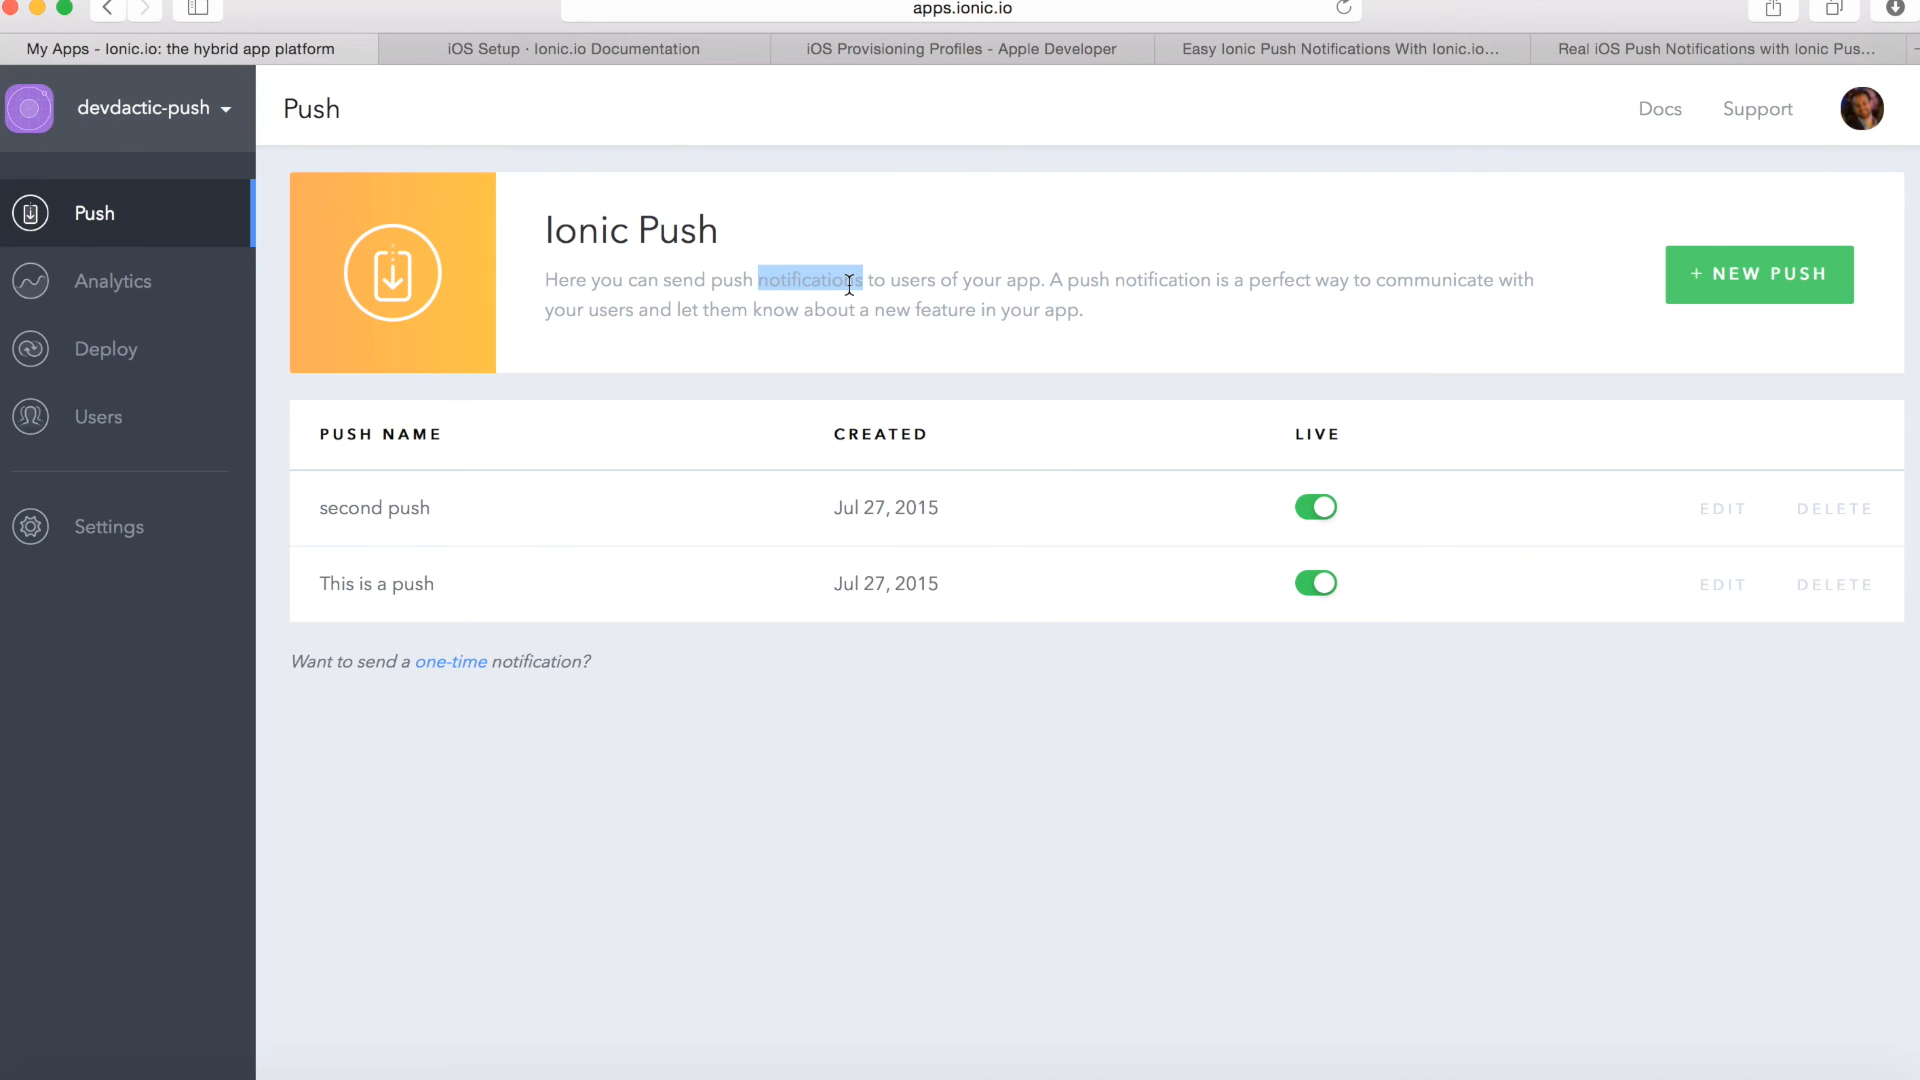 apps.ionic.io
My Apps - Ionic.io: the hybrid app platform
iOS Setup · Ionic.io Documentation
iOS Provisioning Profiles - Apple Developer
Easy Ionic Push Notifications With Ionic.io...
Real iOS Push Notifications with Ionic Pus...
devdactic-push
Push
Docs
Support
Push
Analytics
Deploy
Users
Settings
Ionic Push
Here you can send push notifications to users of your app. A push notification is a perfect way to communicate with
your users and let them know about a new feature in your app.
+ NEW PUSH
PUSH NAME CREATED LIVE
second push Jul 27, 2015 EDIT DELETE
This is a push Jul 27, 2015 EDIT DELETE
Want to send a one-time notification?